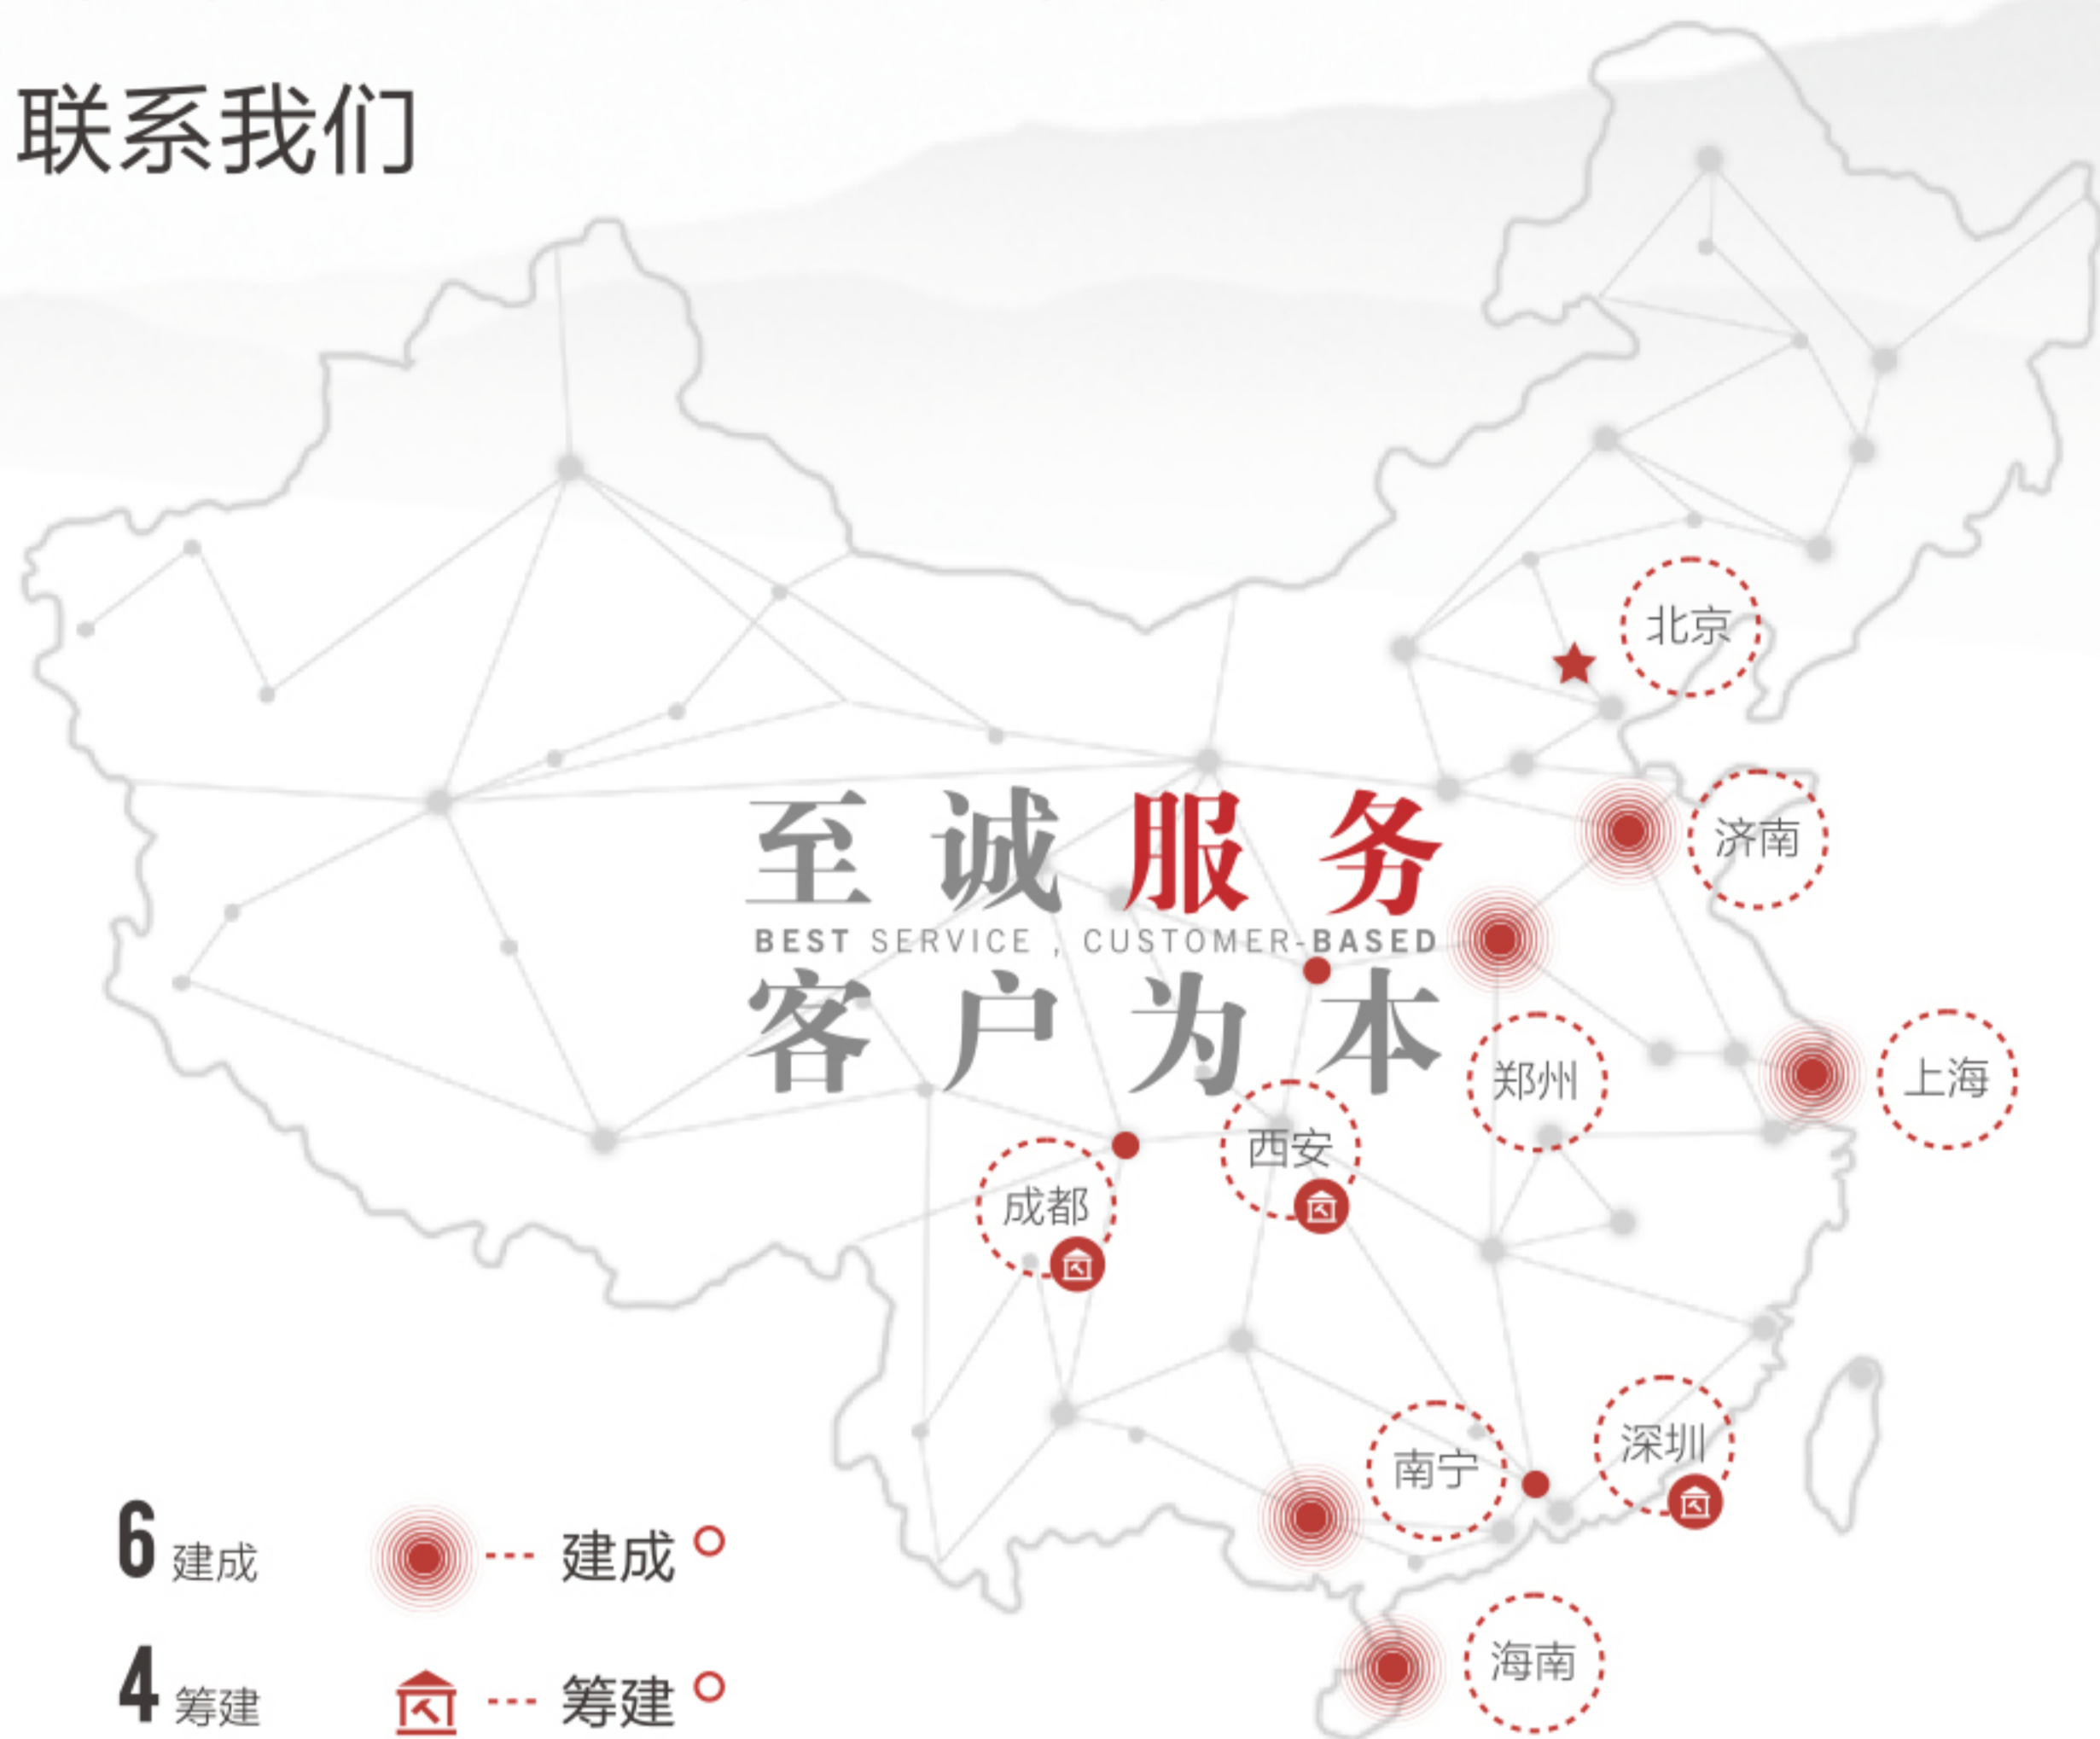 联系我们
北京
至诚服务
济南
BEST SERVICE , CUSTOMER-BASED
客户为本
郑州
上海
西安
成都
深圳
南宁
6 建成
建成
海南
4 筹建
筹建